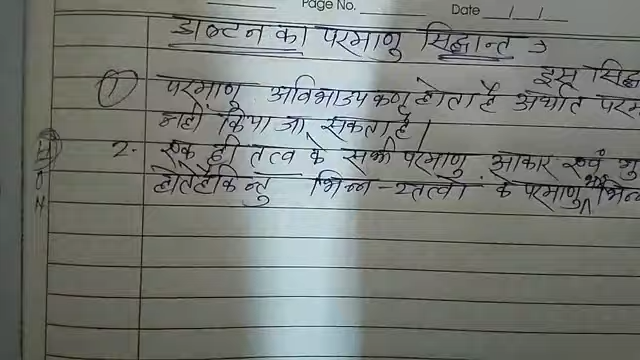 Page No. Date
डाल्टन का परमाणु सिद्धान्त
इस
① परमाणु अविभाज्य कण होता है अर्थात
नहीं किया जा सकता है।
2. एक ही तत्व के सभी परमाणु आकार एवं
होते हैं किन्तु भिन्न-2 तत्वो के परमाणु